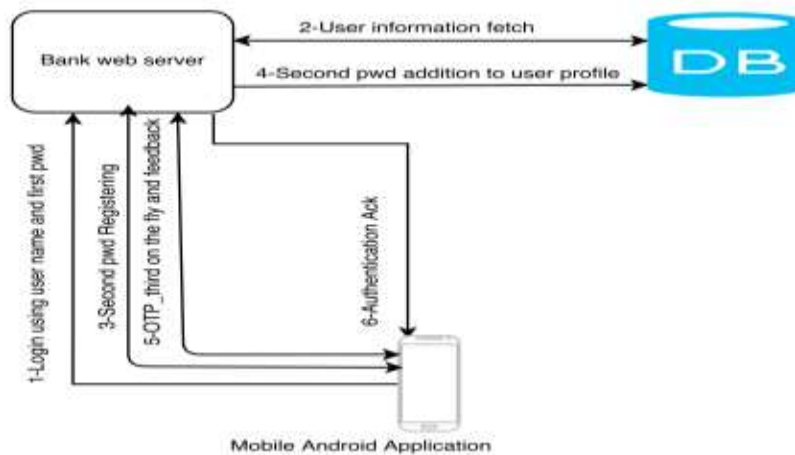 2-User information fetch
Bank web server
DB
4-Second pwd addition to user profile
1-Login using user name and first pwd
3-Second pwd Registering
5-OTP_third on the fly and feedback
6-Authentication Ack
Mobile Android Application